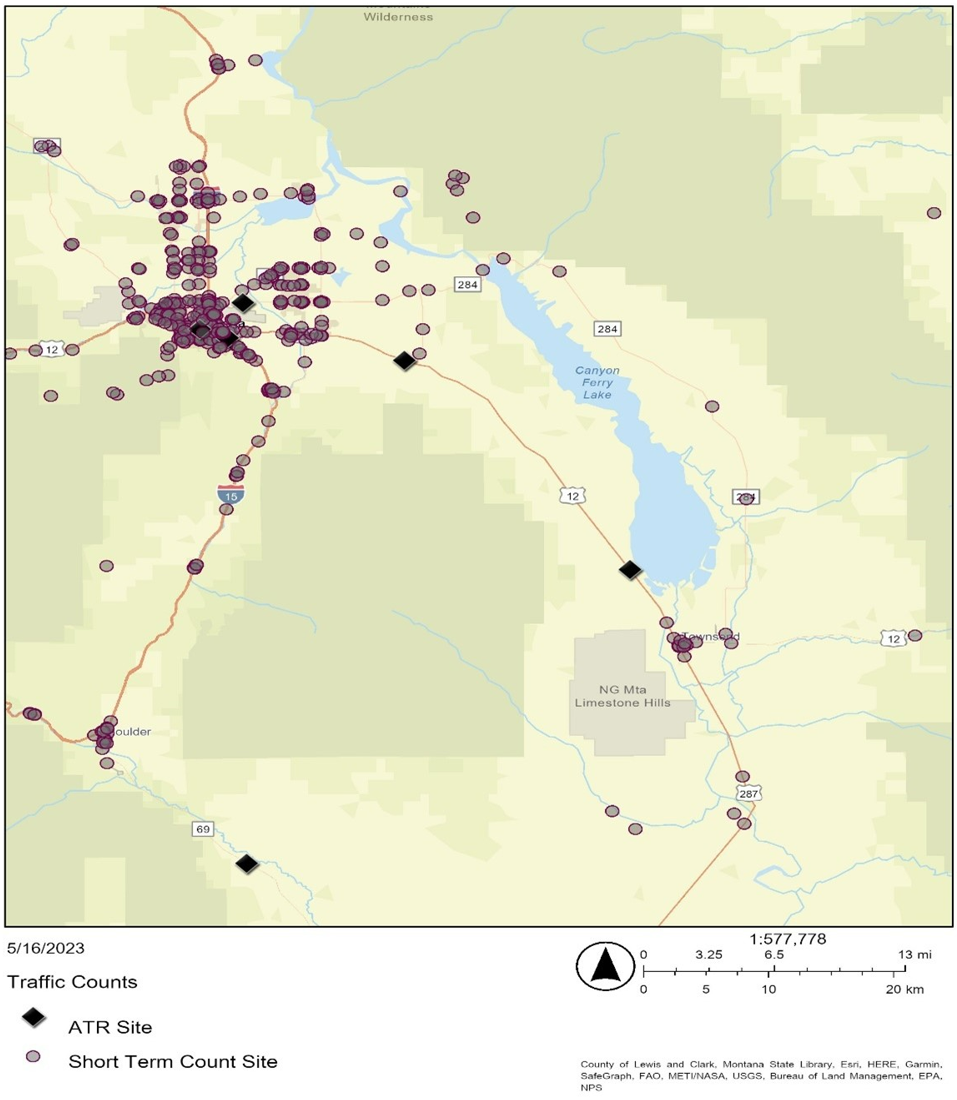 Wilderness
284
12
284
Canyon
Ferry
Lake
15
12
284
Townsend
12
NG Mta
Limestone Hills
oulder
287
69
5/16/2023
1:577,778
0 3.25 6.5 13 mi
0 5 10 20 km
Traffic Counts
ATR Site
Short Term Count Site
County of Lewis and Clark, Montana State Library, Esri, HERE, Garmin,
SafeGraph, FAO, METI/NASA, USGS, Bureau of Land Management, EPA,
NPS